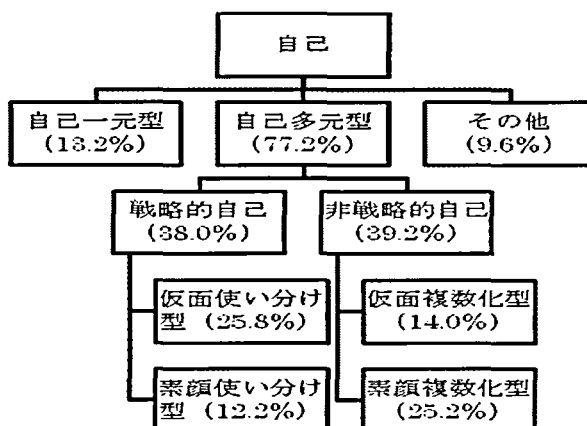 自己
自己一元型
(13.2%)
自己多元型
(77.2%)
その他
(9.6%)
戦略的自己
(38.0%)
非戦略的自己
(39.2%)
仮面使い分け
型 (25.8%)
仮面複数化型
(14.0%)
素顔使い分け
型 (12.2%)
素顔複数化型
(25.2%)